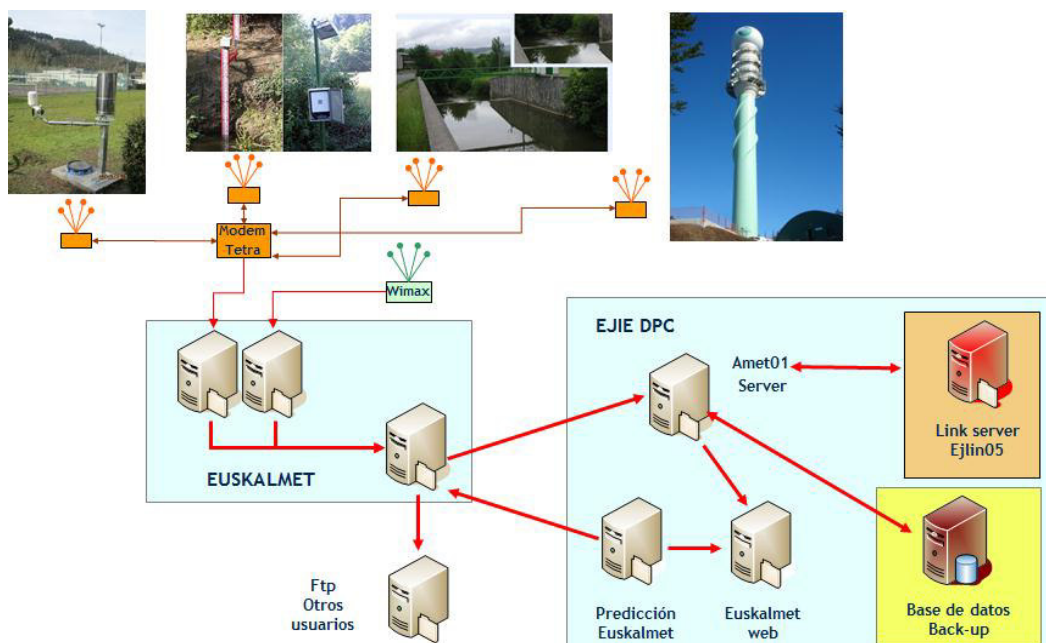 Modem
Tetra
Wimax
EUSKALMET
EJIE DPC
Amet01
Server
Link server
Ejlin05
Ftp
Otros
usuarios
Predicción
Euskalmet
Euskalmet
web
Base de datos
Back-up